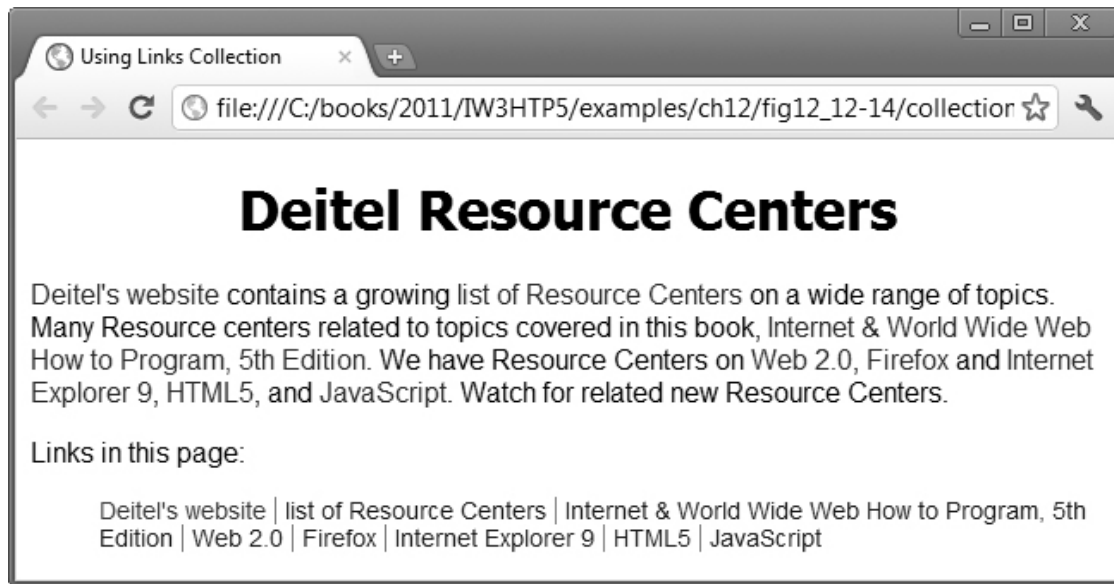 Using Links Collection
file:///C:/books/2011/IW3HTP5/examples/ch12/fig12_12-14/collection
Deitel Resource Centers
Deitel's website contains a growing list of Resource Centers on a wide range of topics.
Many Resource centers related to topics covered in this book, Internet & World Wide Web
How to Program, 5th Edition. We have Resource Centers on Web 2.0, Firefox and Internet
Explorer 9, HTML5, and JavaScript. Watch for related new Resource Centers.
Links in this page:
Deitel's website | list of Resource Centers | Internet & World Wide Web How to Program, 5th
Edition | Web 2.0 | Firefox | Internet Explorer 9 | HTML5 | JavaScript